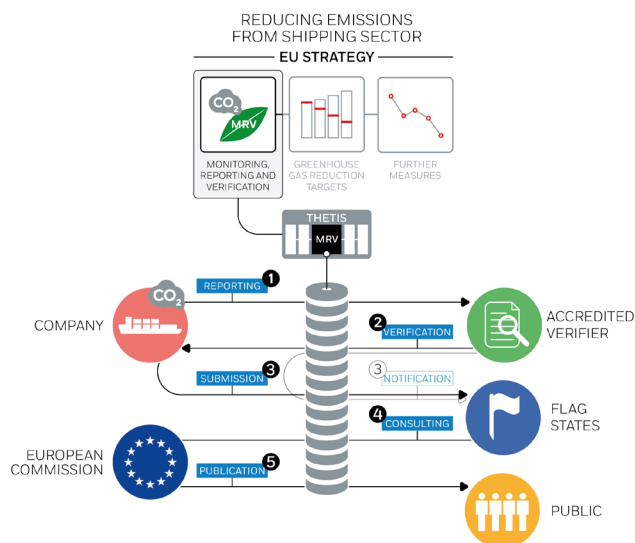 REDUCING EMISSIONS
FROM SHIPPING SECTOR
EU STRATEGY
CO2
MRV
MONITORING,
REPORTING AND
VERIFICATION
GREENHOUSE
GAS REDUCTION
TARGETS
FURTHER
MEASURES
THETIS
MRV
CO2
REPORTING 1
COMPANY
2 VERIFICATION
ACCREDITED
VERIFIER
SUBMISSION 3
3 NOTIFICATION
4 CONSULTING
FLAG
STATES
EUROPEAN
COMMISSION
PUBLICATION 5
PUBLIC